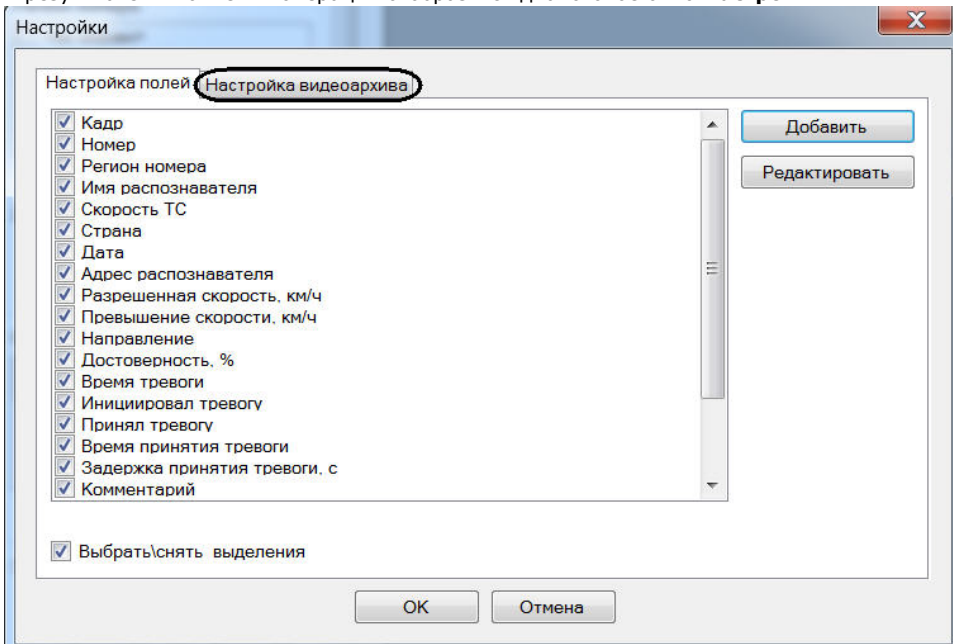 Настройки
Настройка полей Настройка видеоархива
Кадр
Номер
Регион номера
Имя распознавателя
Скорость ТС
Страна
Дата
Адрес распознавателя
Разрешенная скорость, км/ч
Превышение скорости, км/ч
Направление
Достоверность, %
Время тревоги
Инициировал тревогу
Принял тревогу
Время принятия тревоги
Задержка принятия тревоги, с
Комментарий
Добавить
Редактировать
Выбрать\снять выделения
ОК Отмена